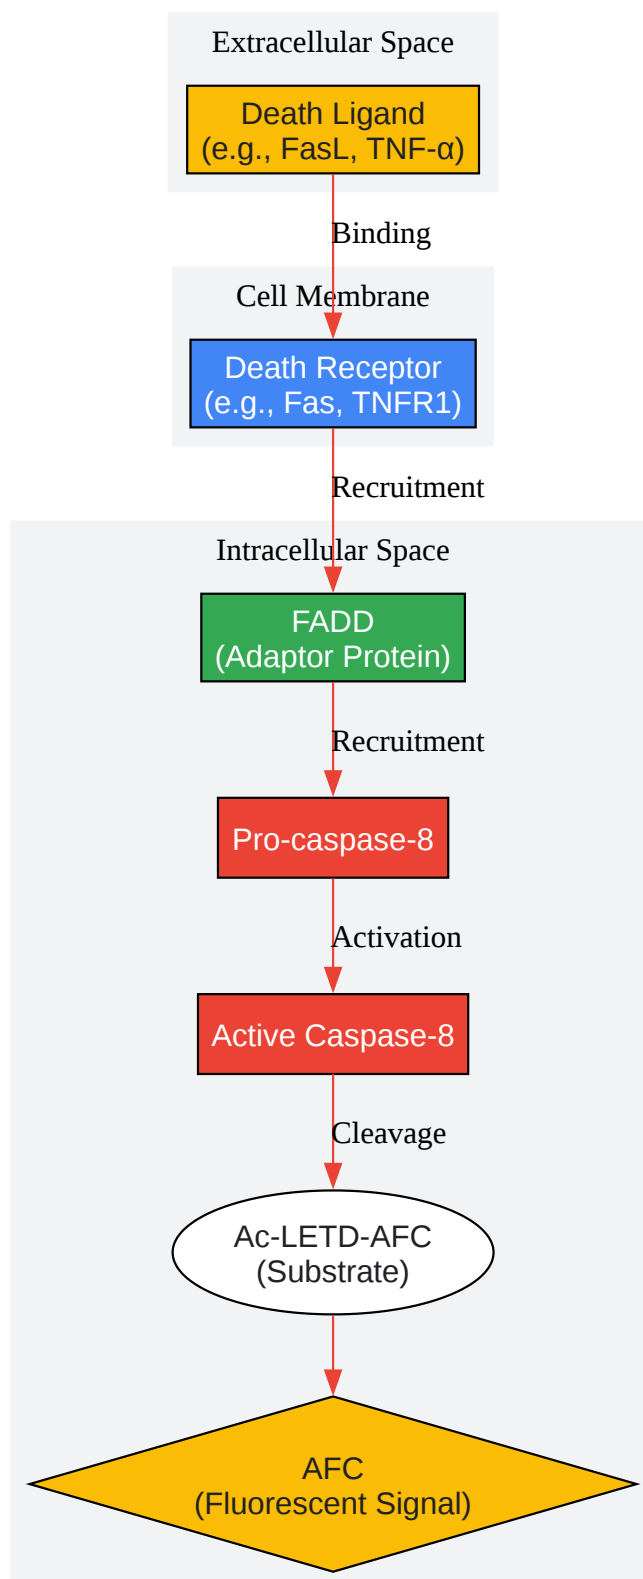 Extracellular Space
Death Ligand
(e.g., FasL, TNF-α)
Binding
Cell Membrane
Death Receptor
(e.g., Fas, TNFR1)
Recruitment
Intracellular Space
FADD
(Adaptor Protein)
Recruitment
Pro-caspase-8
Activation
Active Caspase-8
Cleavage
Ac-LETD-AFC
(Substrate)
AFC
(Fluorescent Signal)